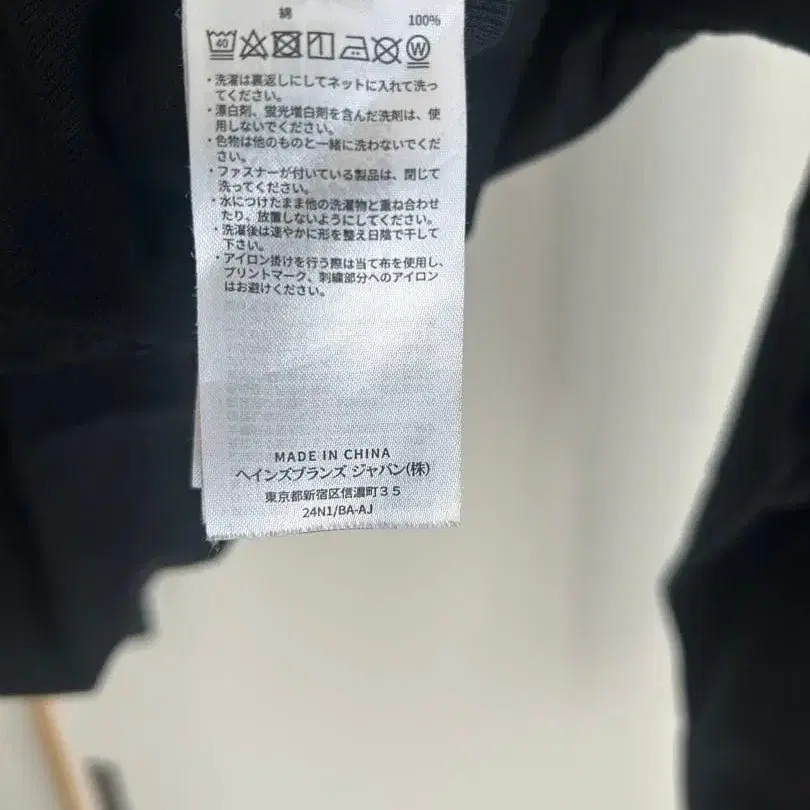 綿 100%
40 W
・洗濯は裏返しにしてネットに入れて洗っ
てください。
・漂白剤、蛍光増白剤を含んだ洗剤は、使
用しないでください。
・色物は他のものと一緒に洗わないでくだ
さい。
・ファスナーが付いている製品は、閉じて
洗ってください。
・水につけたまま他の洗濯物と重ね合わせ
たり、放置しないようにしてください。
・洗濯後は速やかに形を整え日陰で干して
下さい。
・アイロン掛けを行う際は当て布を使用し、
プリントマーク、刺繍部分へのアイロン
はお避けください。
MADE IN CHINA
ヘインズブランズ ジャパン(株)
東京都新宿区信濃町35
24N1/BA-AJ